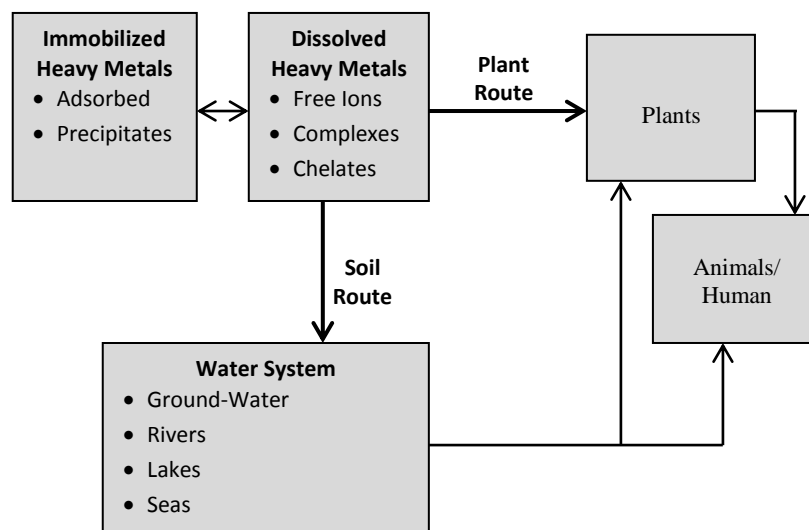 Immobilized
Heavy Metals
• Adsorbed
• Precipitates
Dissolved
Heavy Metals
• Free Ions
• Complexes
• Chelates
Plant
Route
Plants
Animals/
Human
Soil
Route
Water System
• Ground-Water
• Rivers
• Lakes
• Seas